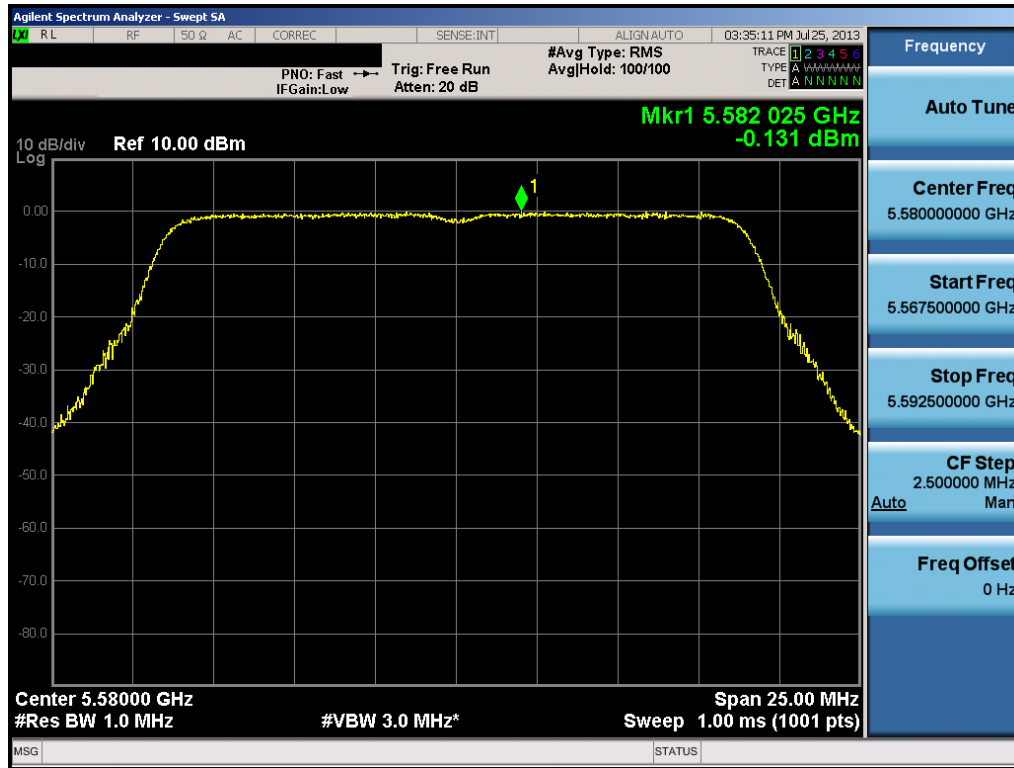 Agilent Spectrum Analyzer - Swept SA
LXI RL RF 50 Ω AC CORREC SENSE:INT ALIGN AUTO 03:35:11 PM Jul 25, 2013
PNO: Fast
IFGain:Low
Trig: Free Run
Atten: 20 dB
#Avg Type: RMS
Avg|Hold: 100/100
TRACE 1 2 3 4 5 6
TYPE A WWWWWW
DET A N N N N N
Mkr1 5.582 025 GHz
-0.131 dBm
10 dB/div Ref 10.00 dBm
Log
1
0.00
-10.0
-20.0
-30.0
-40.0
-50.0
-60.0
-70.0
-80.0
Center 5.58000 GHz Span 25.00 MHz
#Res BW 1.0 MHz #VBW 3.0 MHz* Sweep 1.00 ms (1001 pts)
MSG STATUS
Frequency
Auto Tune
Center Freq
5.580000000 GHz
Start Freq
5.567500000 GHz
Stop Freq
5.592500000 GHz
CF Step
2.500000 MHz
Auto Man
Freq Offset
0 Hz